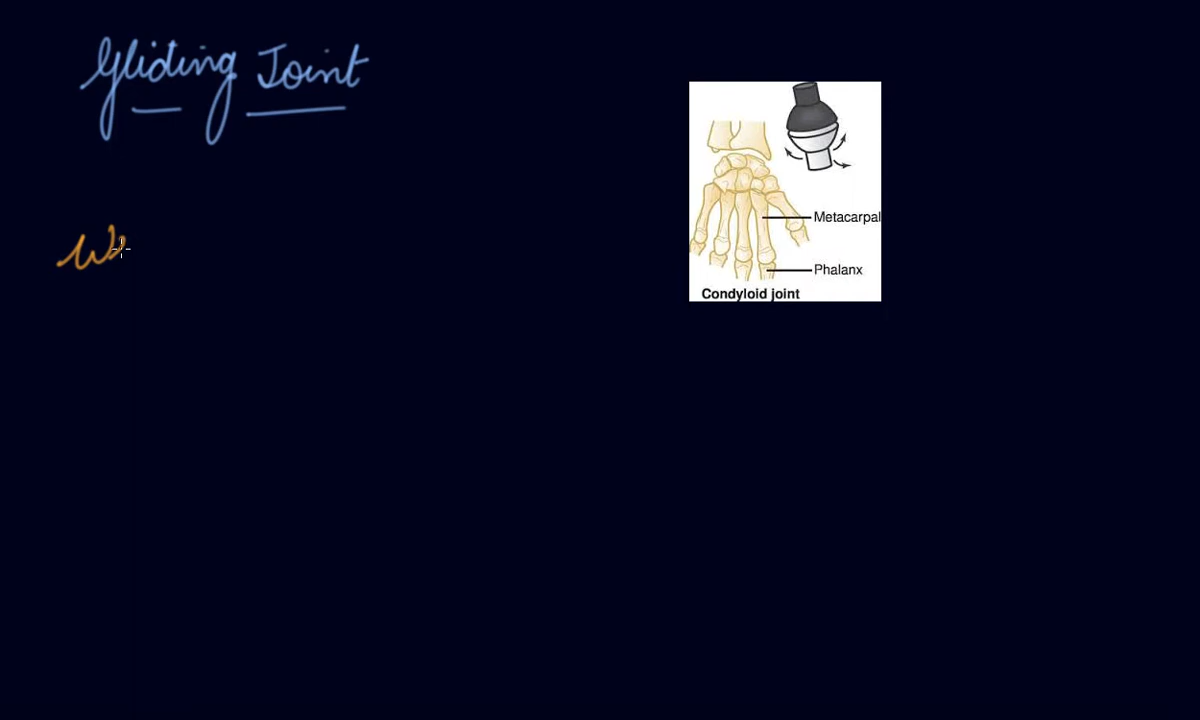 Gliding Joint
Metacarpal
Phalanx
Condyloid joint